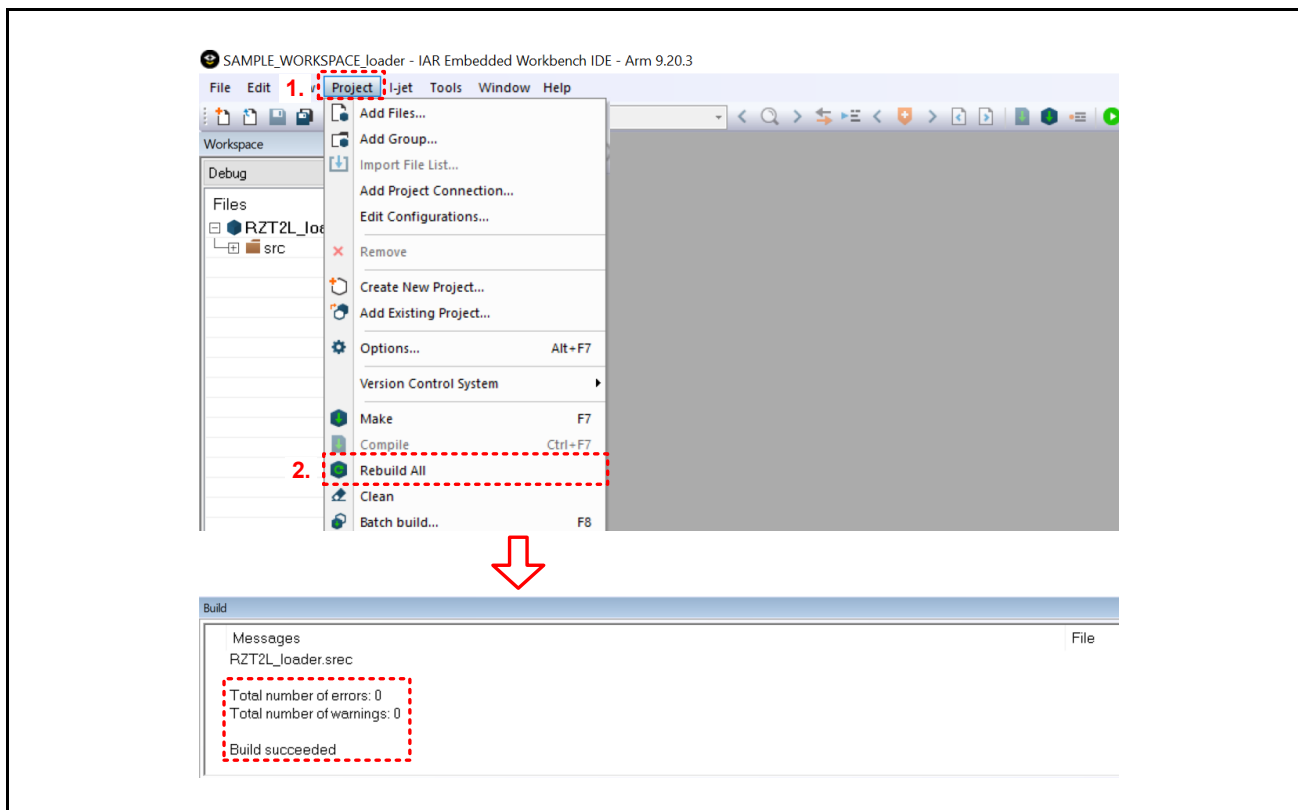 SAMPLE_WORKSPACE_loader - IAR Embedded Workbench IDE - Arm 9.20.3
File Edit 1. Project I-jet Tools Window Help
Add Files...
Workspace
Add Group...
Import File List...
Debug
Add Project Connection...
Files
Edit Configurations...
RZT2L_loa
src
Remove
Create New Project...
Add Existing Project...
Options... Alt+F7
Version Control System
Make F7
Compile Ctrl+F7
2. Rebuild All
Clean
Batch build... F8
Build
Messages File
RZT2L_loader.srec
Total number of errors: 0
Total number of warnings: 0
Build succeeded